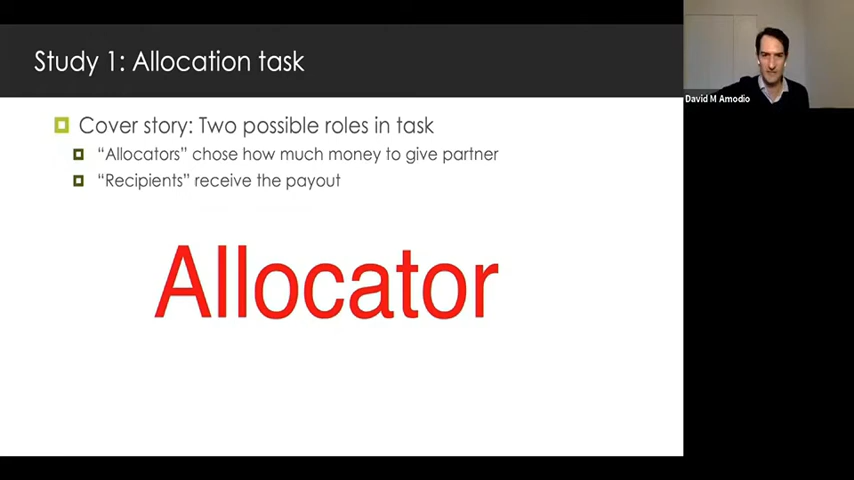 Study 1: Allocation task
David M Amodio
Cover story: Two possible roles in task
“Allocators” chose how much money to give partner
“Recipients” receive the payout
Allocator